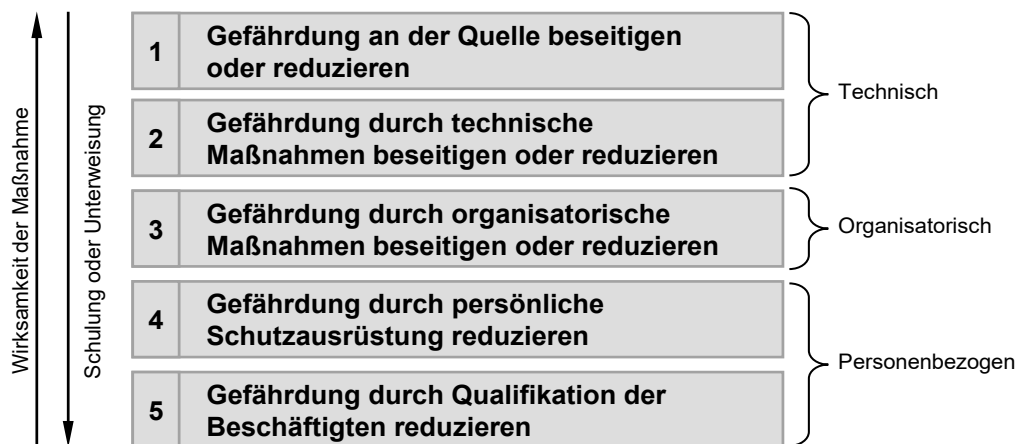 Wirksamkeit der Maßnahme
Schulung oder Unterweisung
1
Gefährdung an der Quelle beseitigen
oder reduzieren
2
Gefährdung durch technische
Maßnahmen beseitigen oder reduzieren
Technisch
3
Gefährdung durch organisatorische
Maßnahmen beseitigen oder reduzieren
Organisatorisch
4
Gefährdung durch persönliche
Schutzausrüstung reduzieren
5
Gefährdung durch Qualifikation der
Beschäftigten reduzieren
Personenbezogen